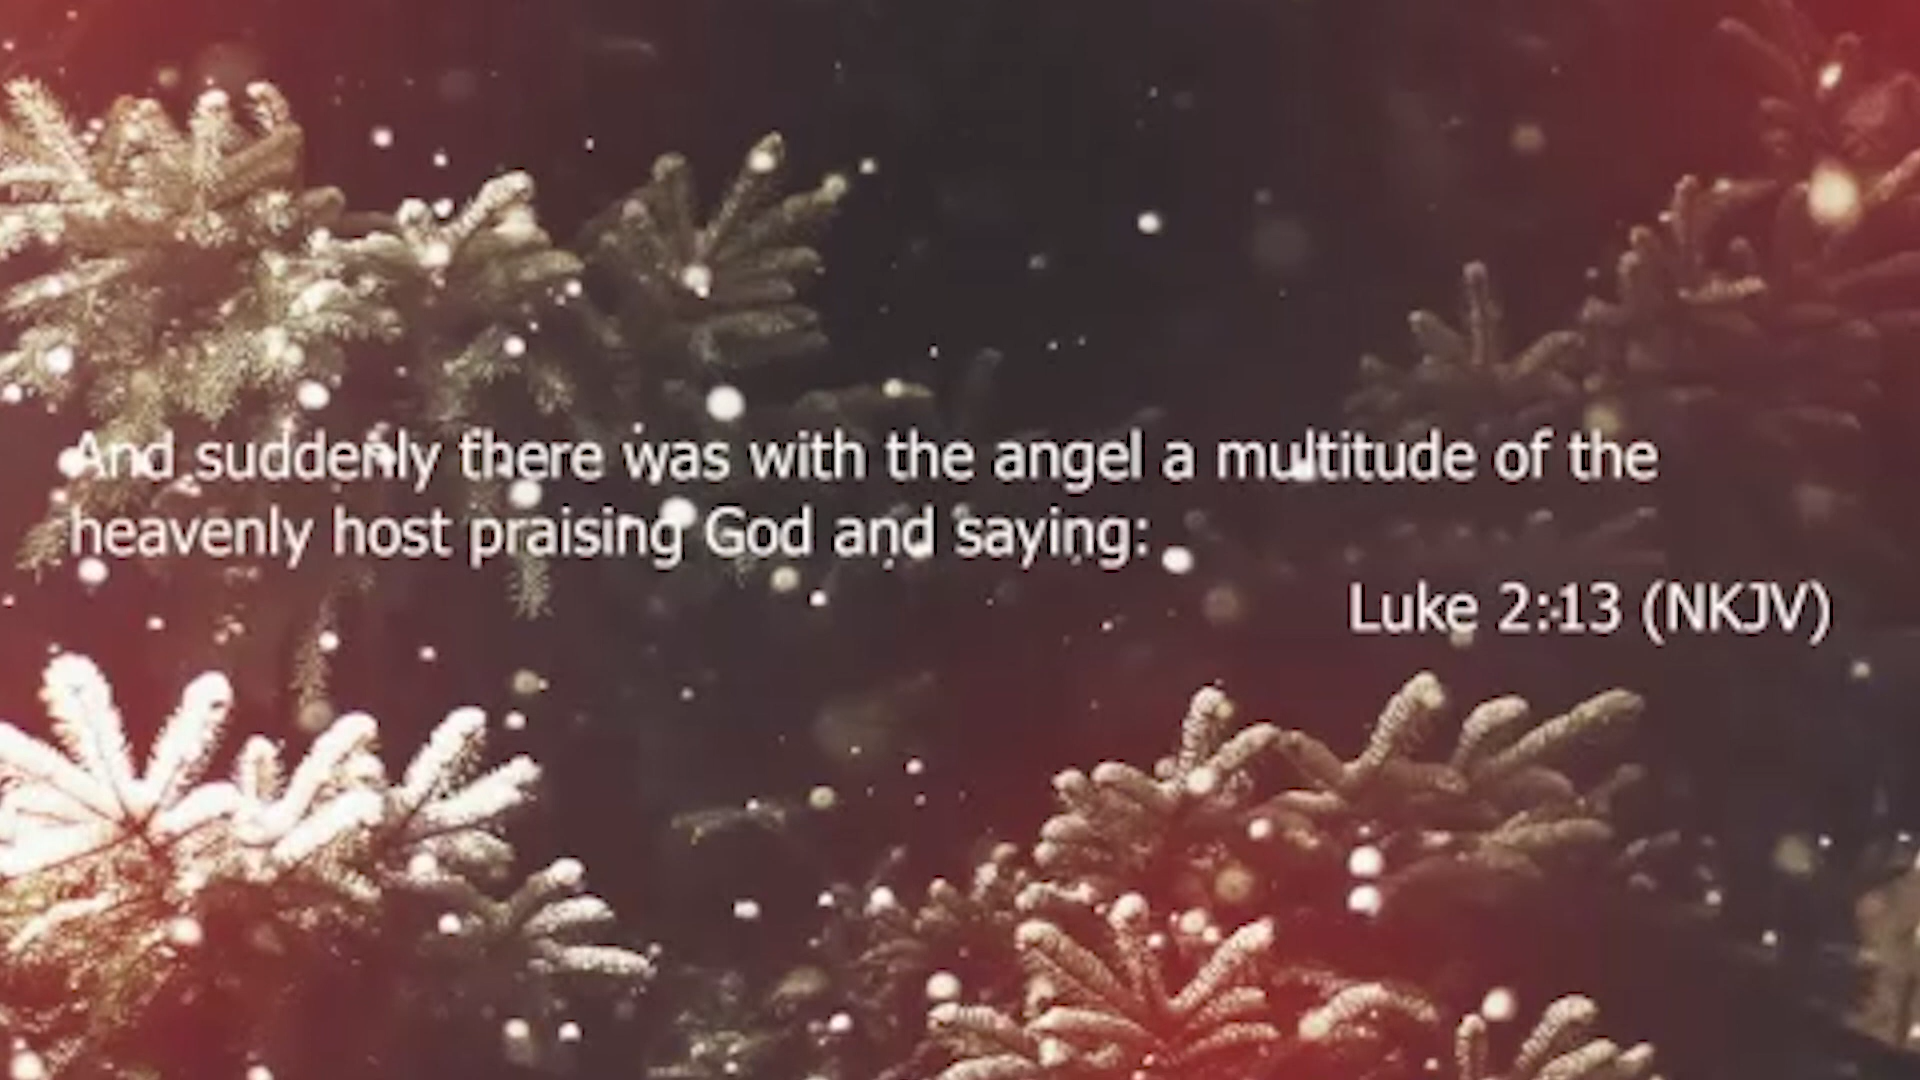 And suddenly there was with the angel a multitude of the
heavenly host praising God and saying:
Luke 2:13 (NKJV)